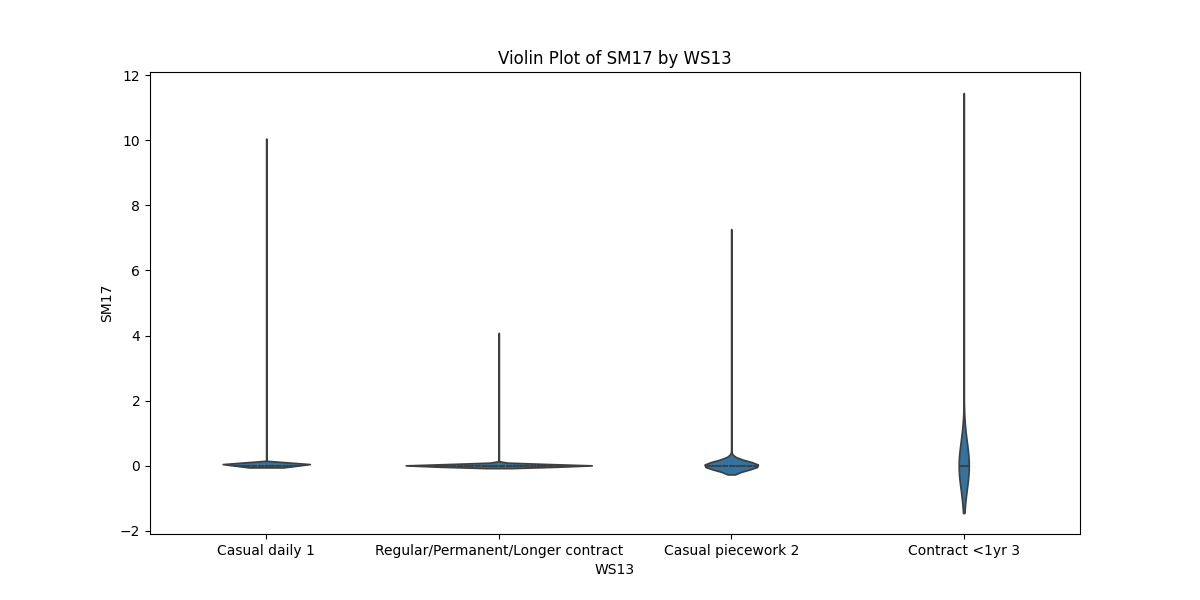 Violin Plot of SM17 by WS13
12
10
8
6
4
2
0
−2
SM17
Casual daily 1
Regular/Permanent/Longer contract
Casual piecework 2
Contract <1yr 3
WS13